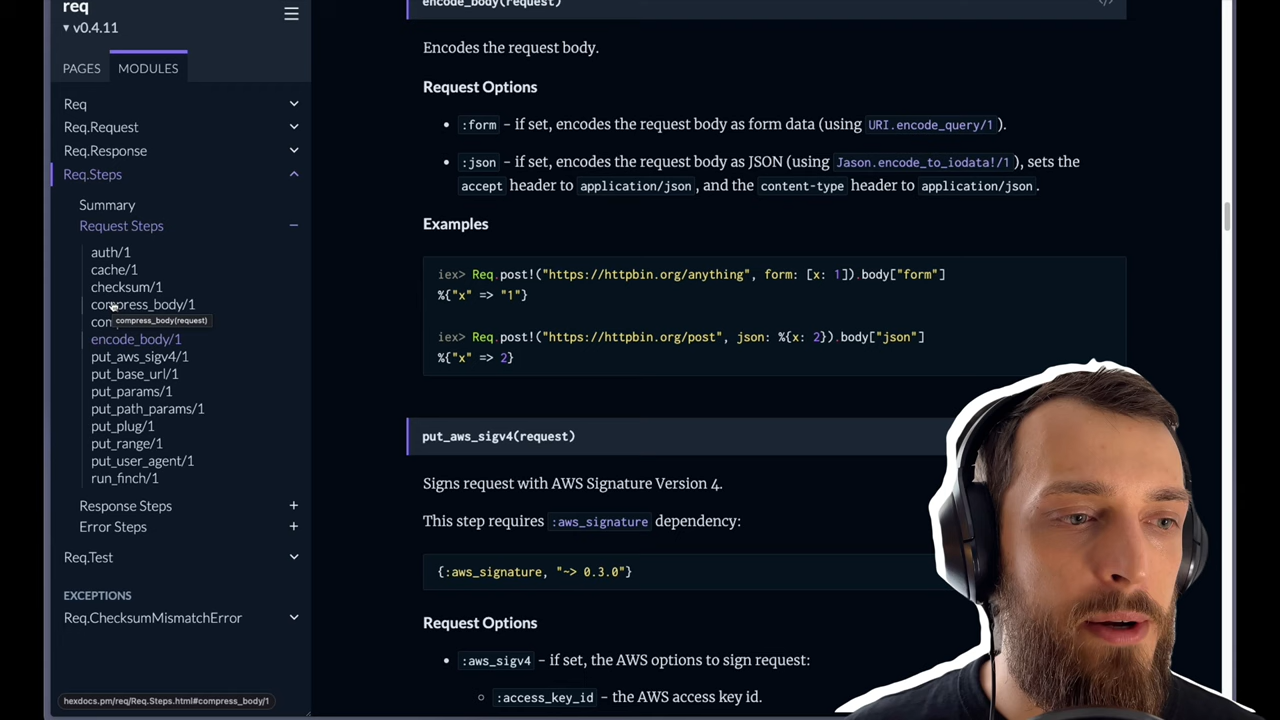 req
v0.4.11
PAGES MODULES
Req
Req.Request
Req.Response
Req.Steps
Summary
Request Steps
auth/1
cache/1
checksum/1
compress_body/1
compress_body(request)
encode_body/1
put_aws_sigv4/1
put_base_url/1
put_params/1
put_path_params/1
put_plug/1
put_range/1
put_user_agent/1
run_finch/1
Response Steps
Error Steps
Req.Test
EXCEPTIONS
Req.ChecksumMismatchError
hexdocs.pm/req/Req.Steps.html#compress_body/1
encode_body(request)
</>
Encodes the request body.
Request Options
• :form – if set, encodes the request body as form data (using URI.encode_query/1 ).
• :json – if set, encodes the request body as JSON (using Jason.encode_to_iodata!/1 ), sets the
accept header to application/json , and the content-type header to application/json .
Examples
iex> Req.post!("https://httpbin.org/anything", form: [x: 1]).body["form"]
%{"x" => "1"}
iex> Req.post!("https://httpbin.org/post", json: %{x: 2}).body["json"]
%{"x" => 2}
put_aws_sigv4(request)
Signs request with AWS Signature Version 4.
This step requires :aws_signature dependency:
{:aws_signature, "~> 0.3.0"}
Request Options
• :aws_sigv4 – if set, the AWS options to sign request:
○ :access_key_id – the AWS access key id.